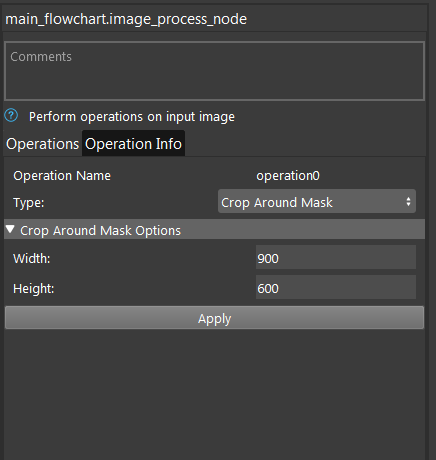 main_flowchart.image_process_node
Comments
? Perform operations on input image
Operations Operation Info
Operation Name operation0
Type: Crop Around Mask
Crop Around Mask Options
Width: 900
Height: 600
Apply